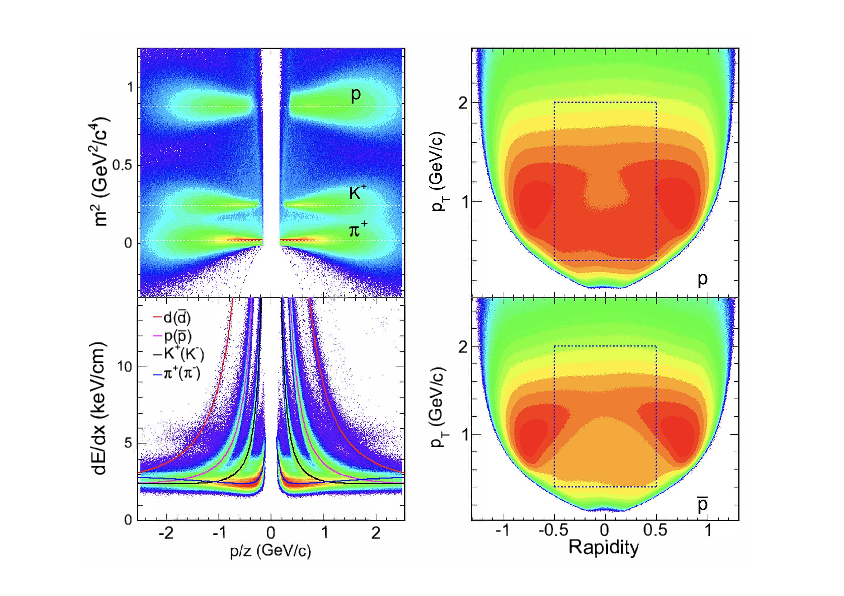 m² (GeV²/c⁴)
1
0.5
0
p
K⁺
π⁺
p_T (GeV/c)
2
1
p
dE/dx (keV/cm)
10
5
0
d(d̅)
p(p̅)
K⁺(K⁻)
π⁺(π⁻)
-2 -1 0 1 2
p/z (GeV/c)
p_T (GeV/c)
2
1
p̅
-1 -0.5 0 0.5 1
Rapidity